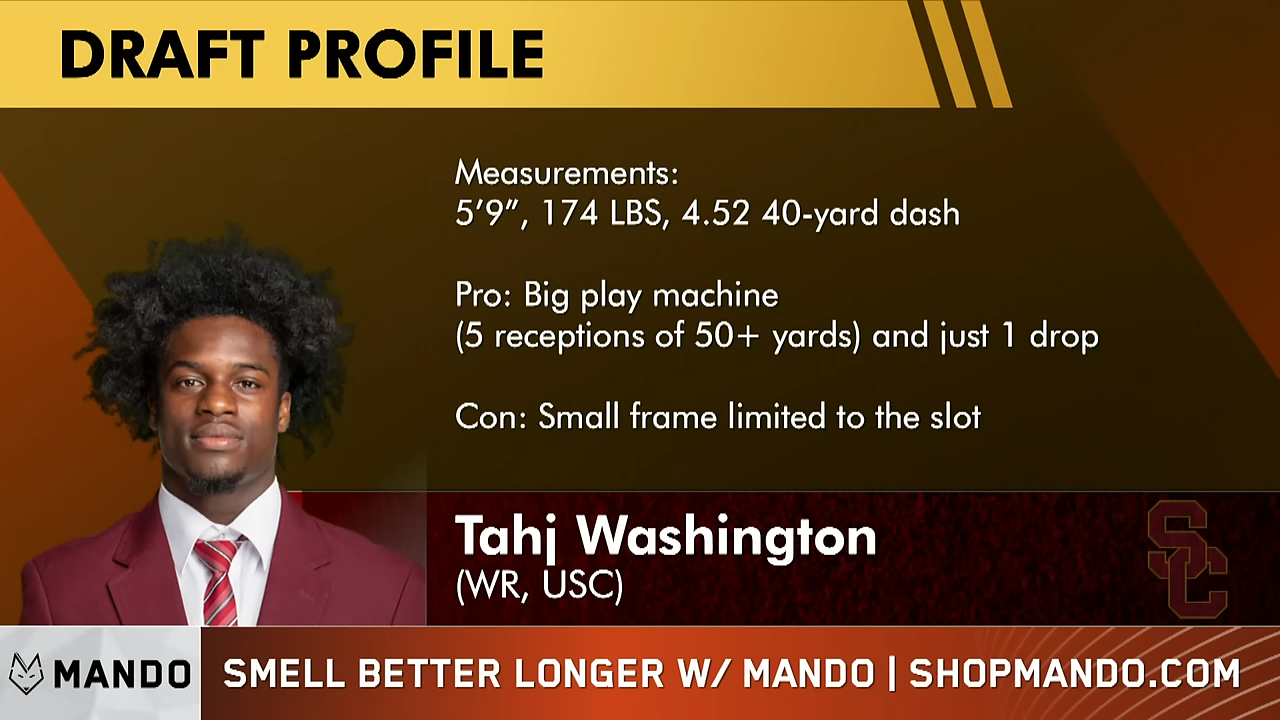 DRAFT PROFILE
Measurements:
5'9”, 174 LBS, 4.52 40-yard dash
Pro: Big play machine
(5 receptions of 50+ yards) and just 1 drop
Con: Small frame limited to the slot
Tahj Washington
(WR, USC)
SC
MANDO
SMELL BETTER LONGER W/ MANDO | SHOPMANDO.COM